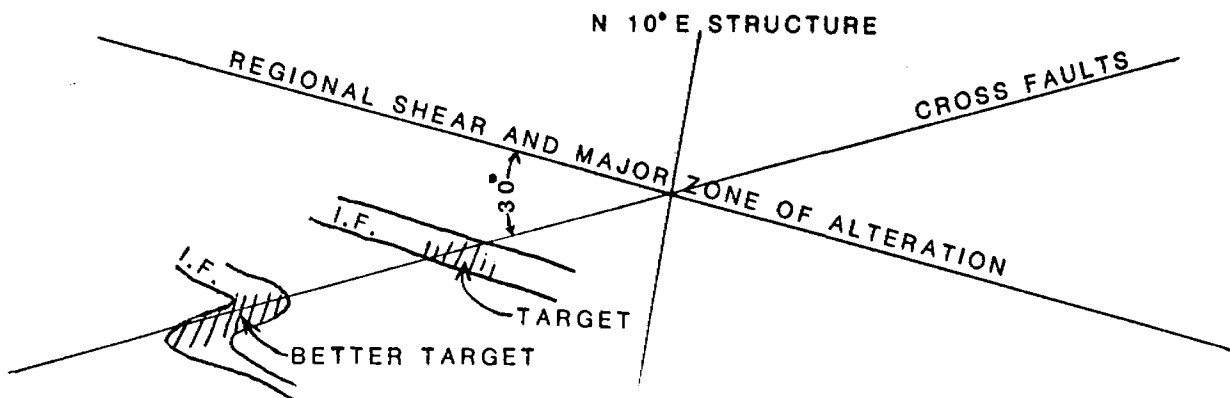 N 10° E STRUCTURE
REGIONAL SHEAR AND MAJOR ZONE OF ALTERATION
CROSS FAULTS
30°
I.F.
I.F.
TARGET
BETTER TARGET